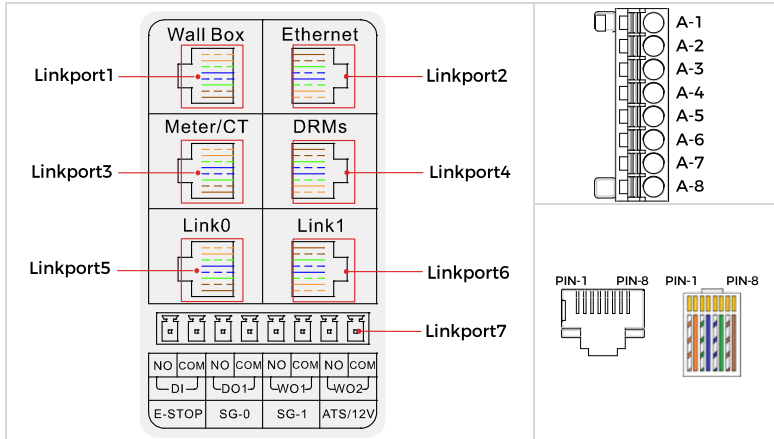 Wall Box Ethernet
Linkport1 Linkport2
Meter/CT DRMs
Linkport3 Linkport4
Link0 Link1
Linkport5 Linkport6
Linkport7
NO COM NO COM NO COM NO COM
DI DO1 WO1 WO2
E-STOP SG-0 SG-1 ATS/12V
A-1
A-2
A-3
A-4
A-5
A-6
A-7
A-8
PIN-1 PIN-8 PIN-1 PIN-8